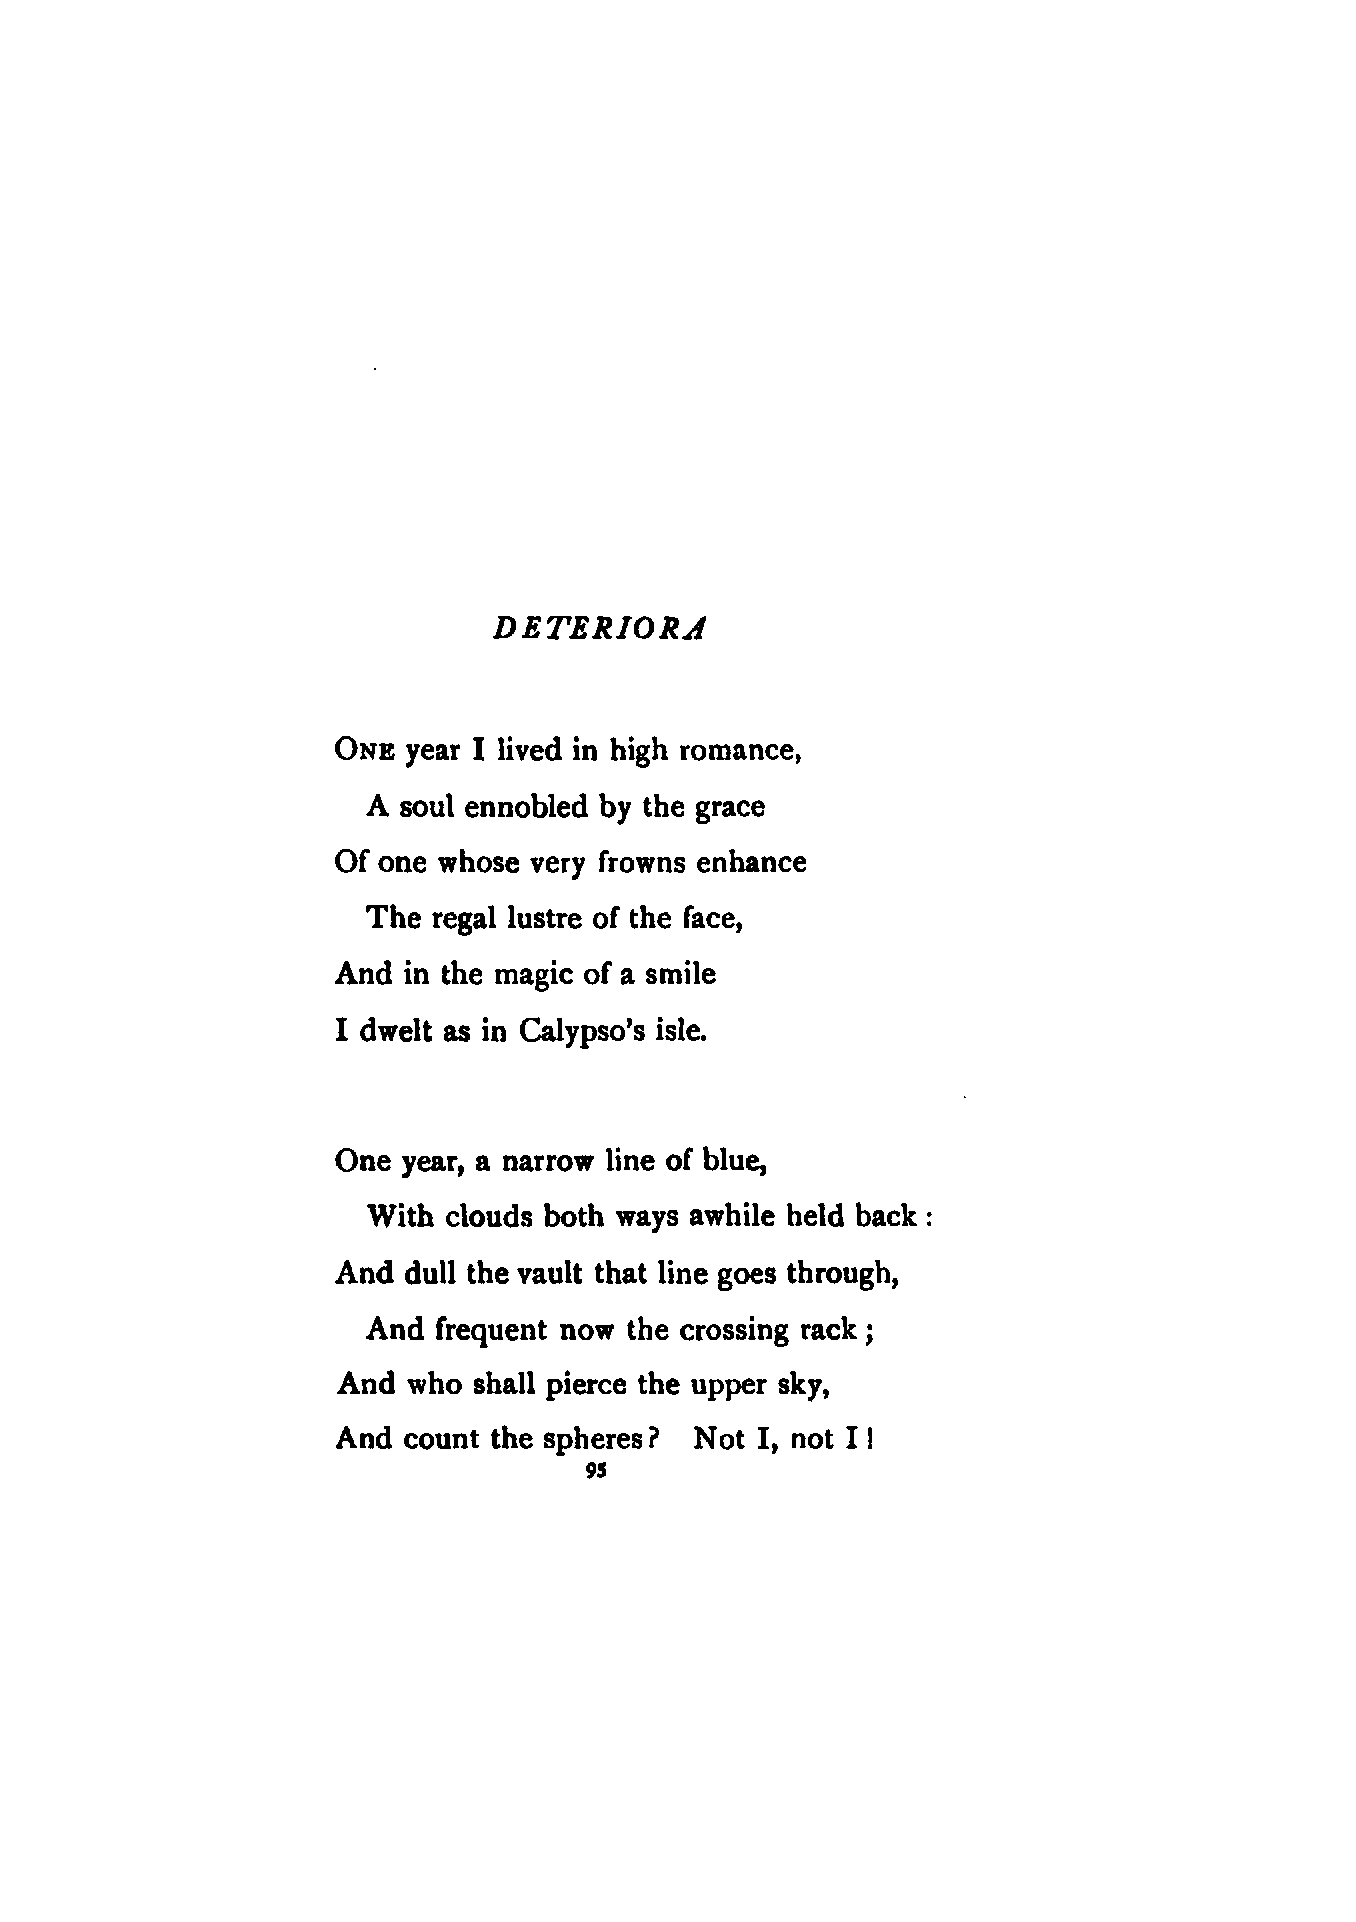 DETERIORA
ONE year I lived in high romance,
A soul ennobled by the grace
Of one whose very frowns enhance
The regal lustre of the face,
And in the magic of a smile
I dwelt as in Calypso's isle.
One year, a narrow line of blue,
With clouds both ways awhile held back :
And dull the vault that line goes through,
And frequent now the crossing rack ;
And who shall pierce the upper sky,
And count the spheres? Not I, not I !
95